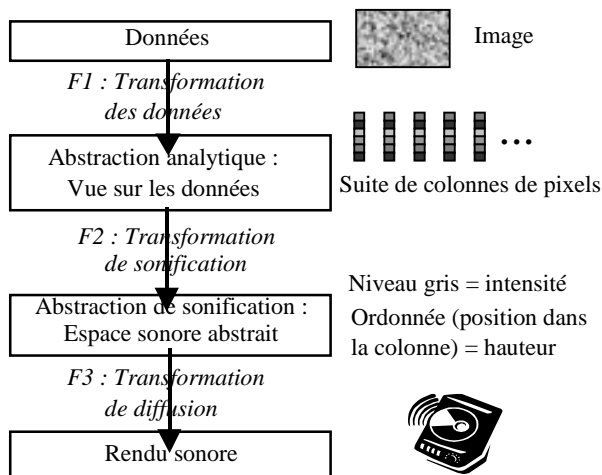 Données
Image
F1 : Transformation
des données
Abstraction analytique :
Vue sur les données
...
Suite de colonnes de pixels
F2 : Transformation
de sonification
Abstraction de sonification :
Espace sonore abstrait
Niveau gris = intensité
Ordonnée (position dans
la colonne) = hauteur
F3 : Transformation
de diffusion
Rendu sonore